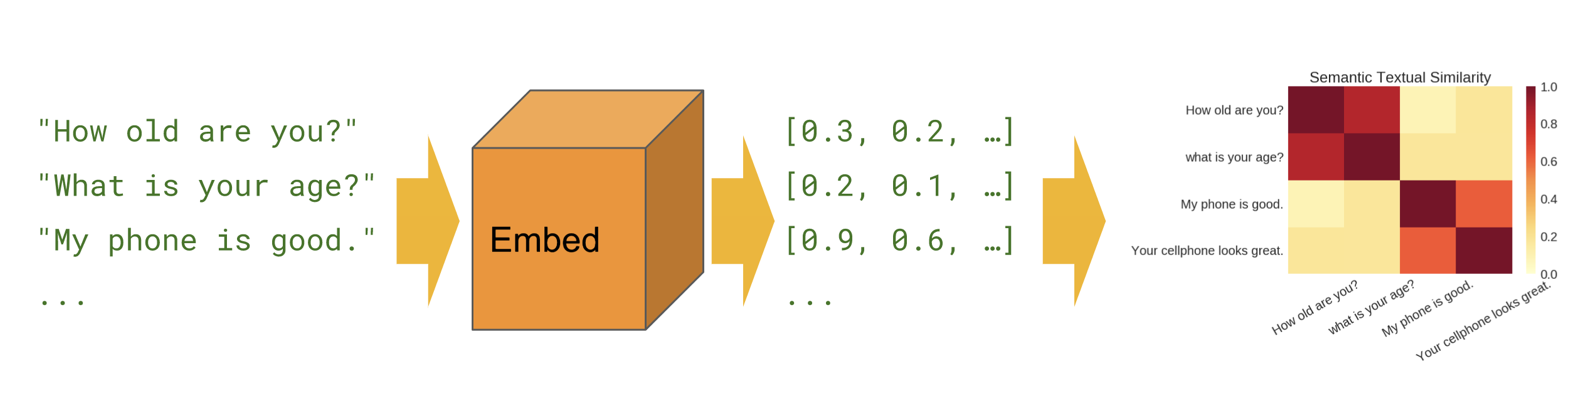 "How old are you?"
"What is your age?"
"My phone is good."
...
Embed
[0.3, 0.2, …]
[0.2, 0.1, …]
[0.9, 0.6, …]
...
Semantic Textual Similarity
How old are you?
what is your age?
My phone is good.
Your cellphone looks great.
How old are you?
what is your age?
My phone is good.
Your cellphone looks great.
1.0
0.8
0.6
0.4
0.2
0.0